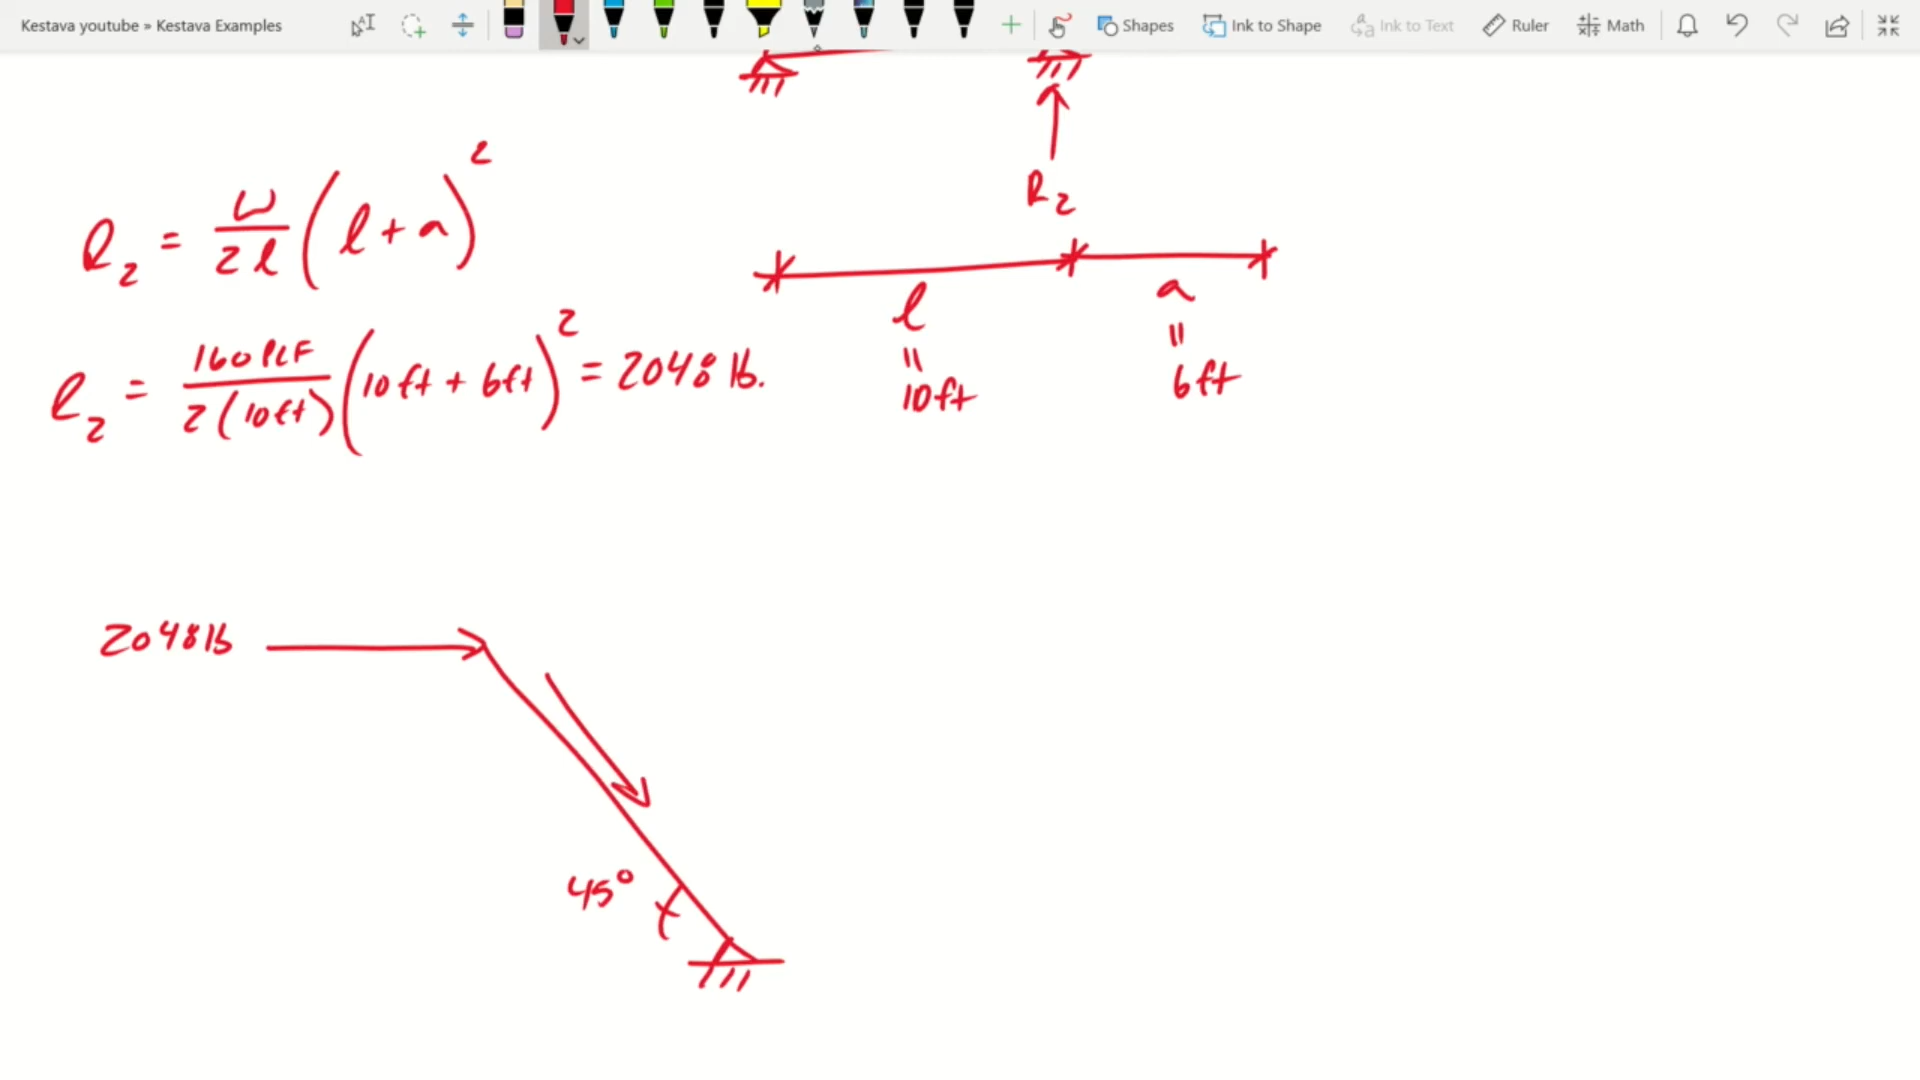 Kestava youtube » Kestava Examples
Shapes
Ink to Shape
Ink to Text
Ruler
Math
R₂
R₂ = w/2l (l + a)²
l
a
=
=
10ft
6ft
R₂ = 160 PLF / 2(10ft) (10ft + 6ft)² = 2048 lb.
2048 lb
45°